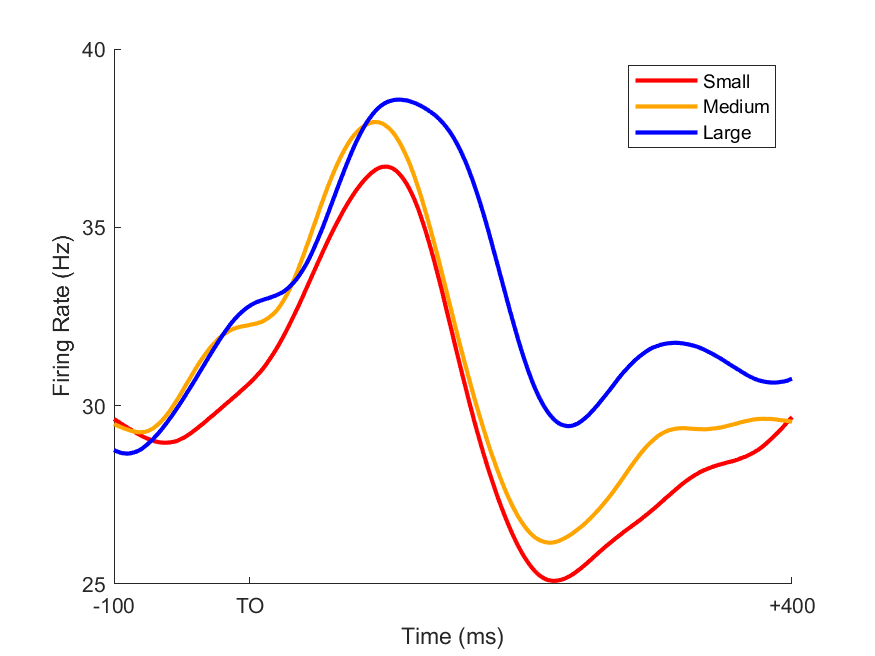 40
35
30
25
Firing Rate (Hz)
Small
Medium
Large
-100
TO
+400
Time (ms)